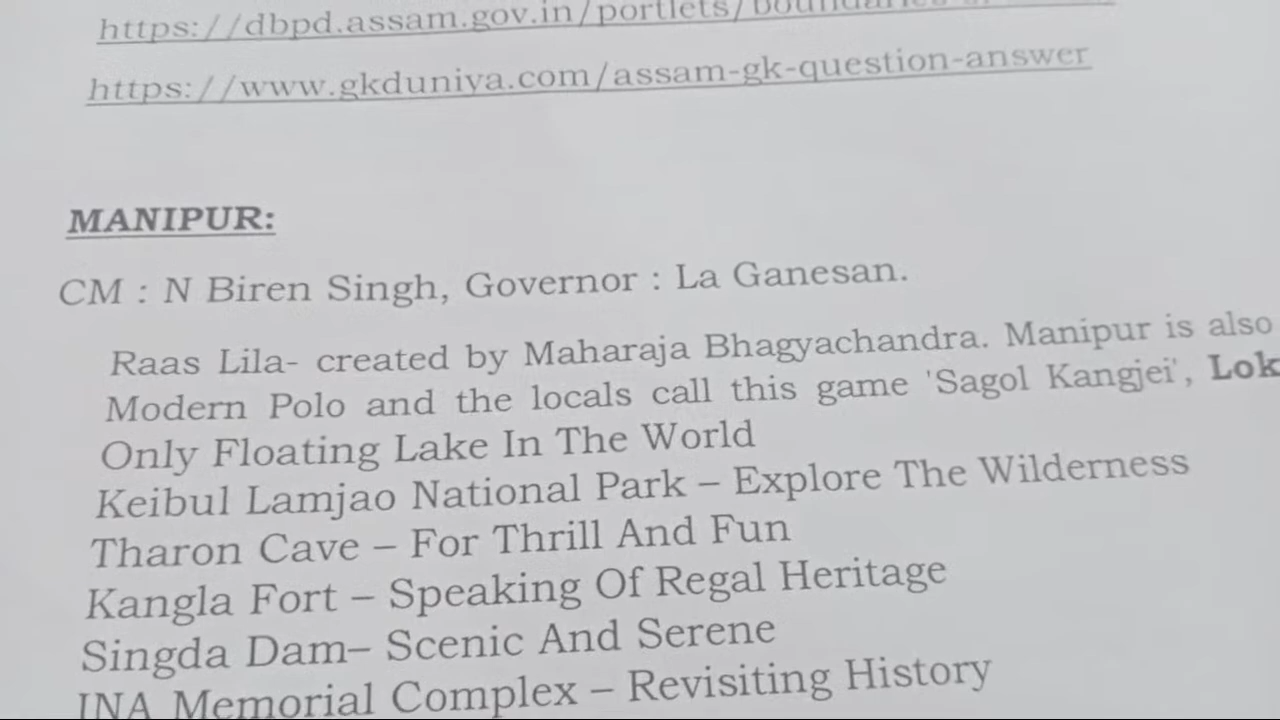 https://dbpd.assam.gov.in/portlets/
https://www.gkduniya.com/assam-gk-question-answer
MANIPUR:
CM : N Biren Singh, Governor : La Ganesan.
Raas Lila- created by Maharaja Bhagyachandra. Manipur is also
Modern Polo and the locals call this game 'Sagol Kangjei', Lok
Only Floating Lake In The World
Keibul Lamjao National Park – Explore The Wilderness
Tharon Cave – For Thrill And Fun
Kangla Fort – Speaking Of Regal Heritage
Singda Dam– Scenic And Serene
INA Memorial Complex – Revisiting History